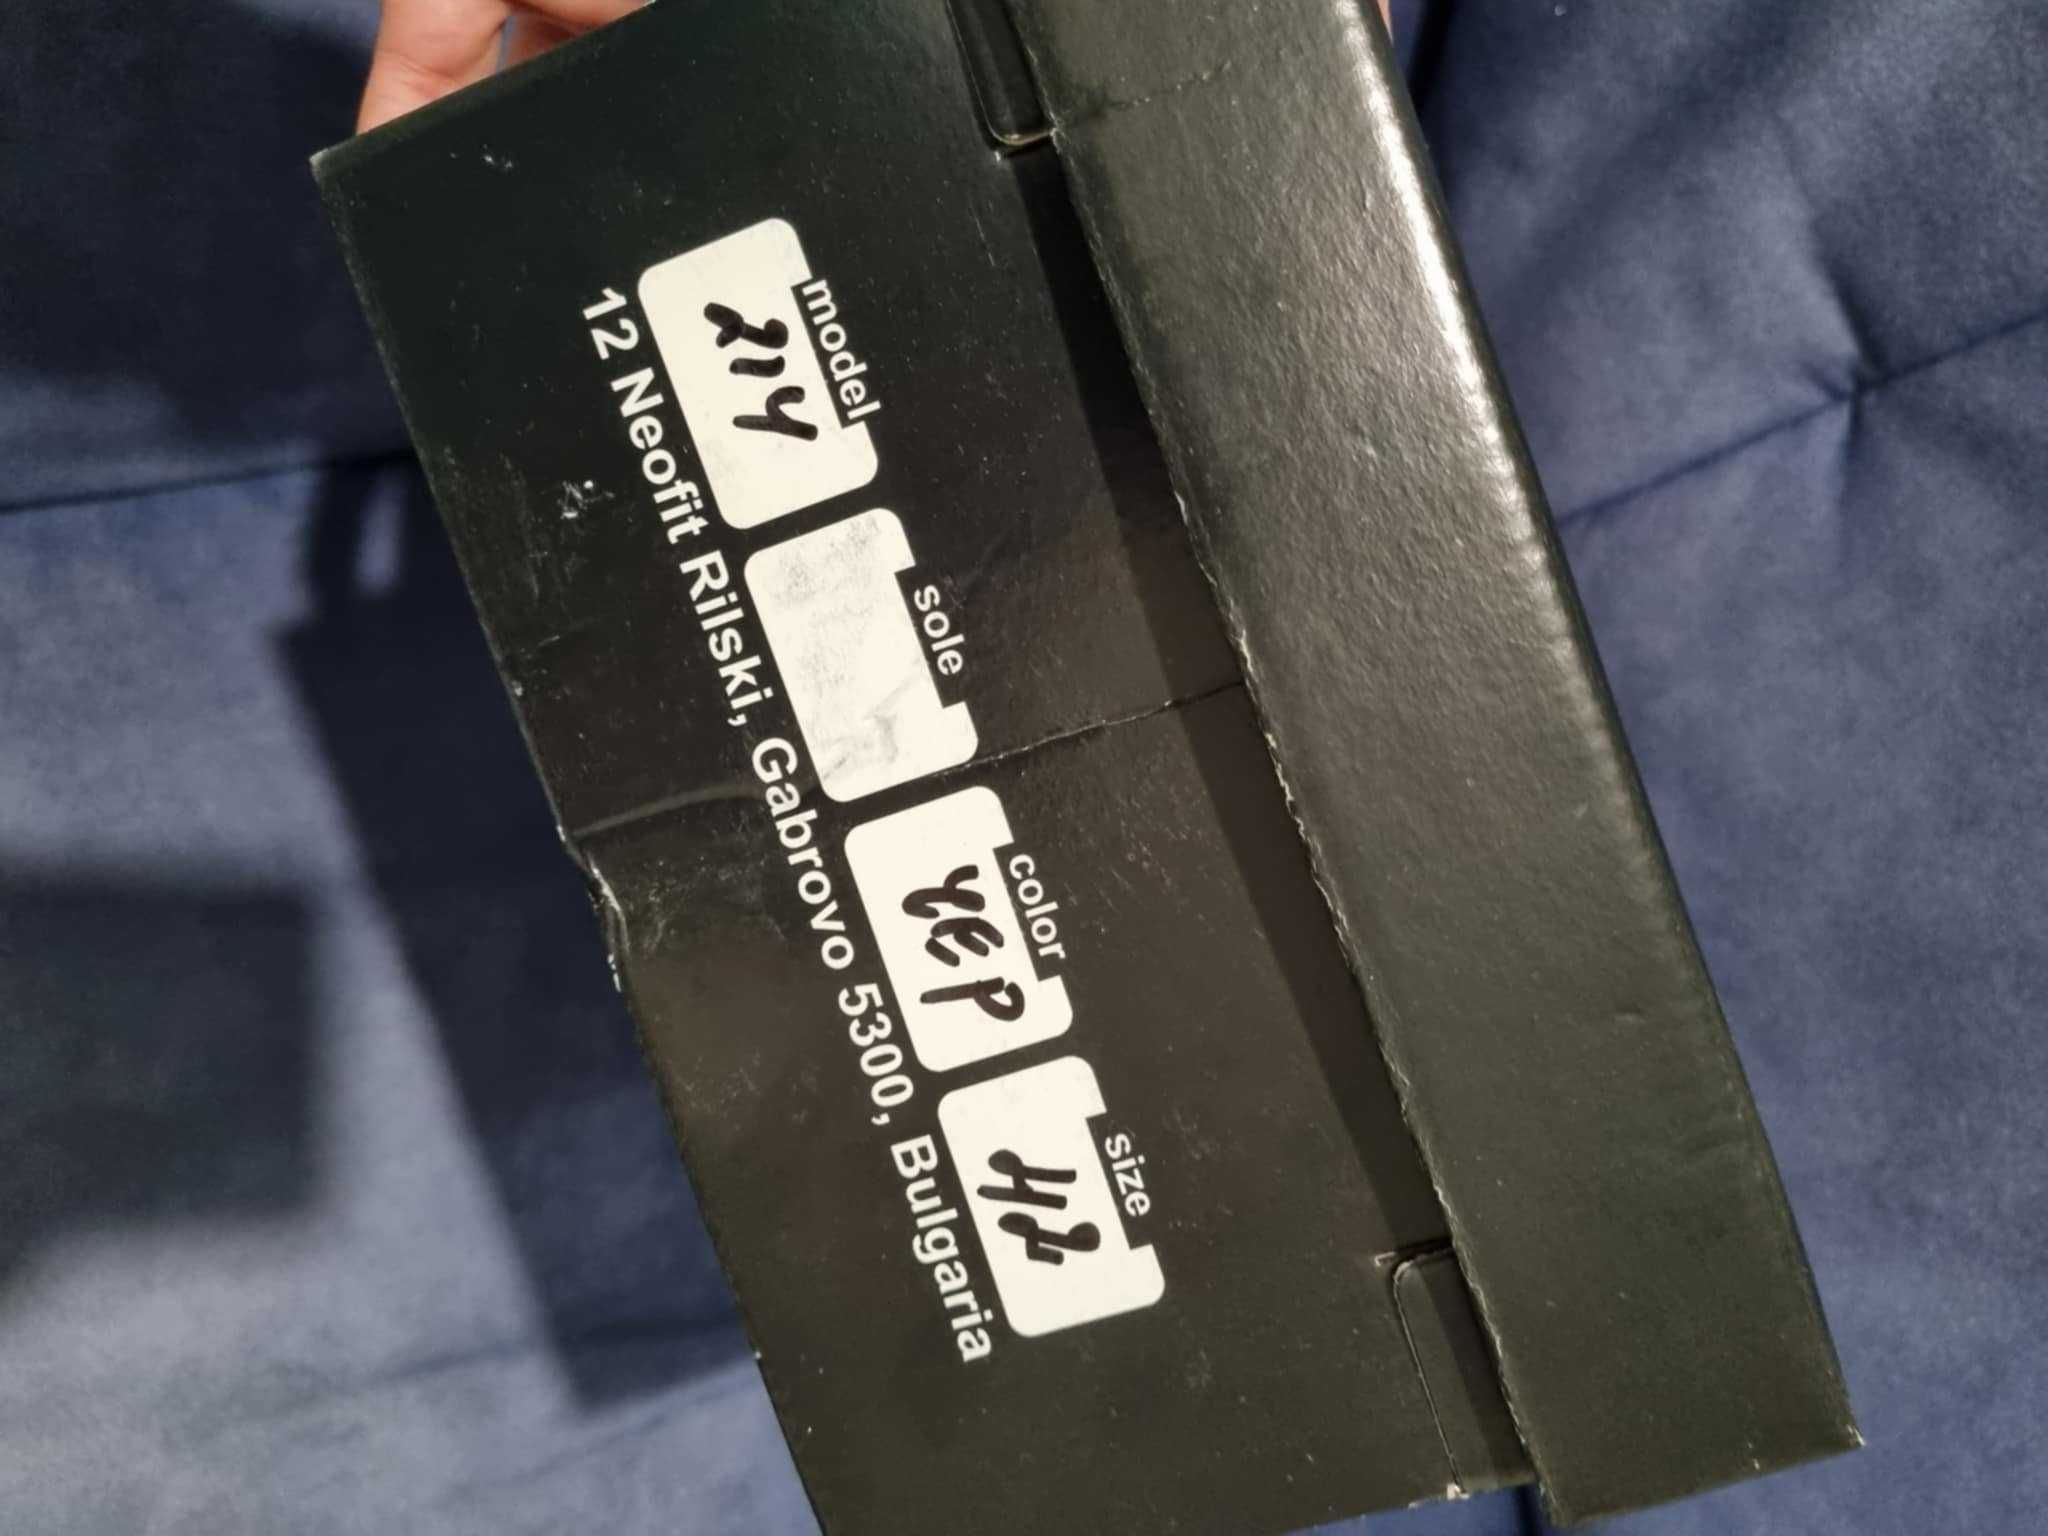 model
214
sole
color
ЧЕР
size
42
12 Neofit Rilski, Gabrovo 5300, Bulgaria